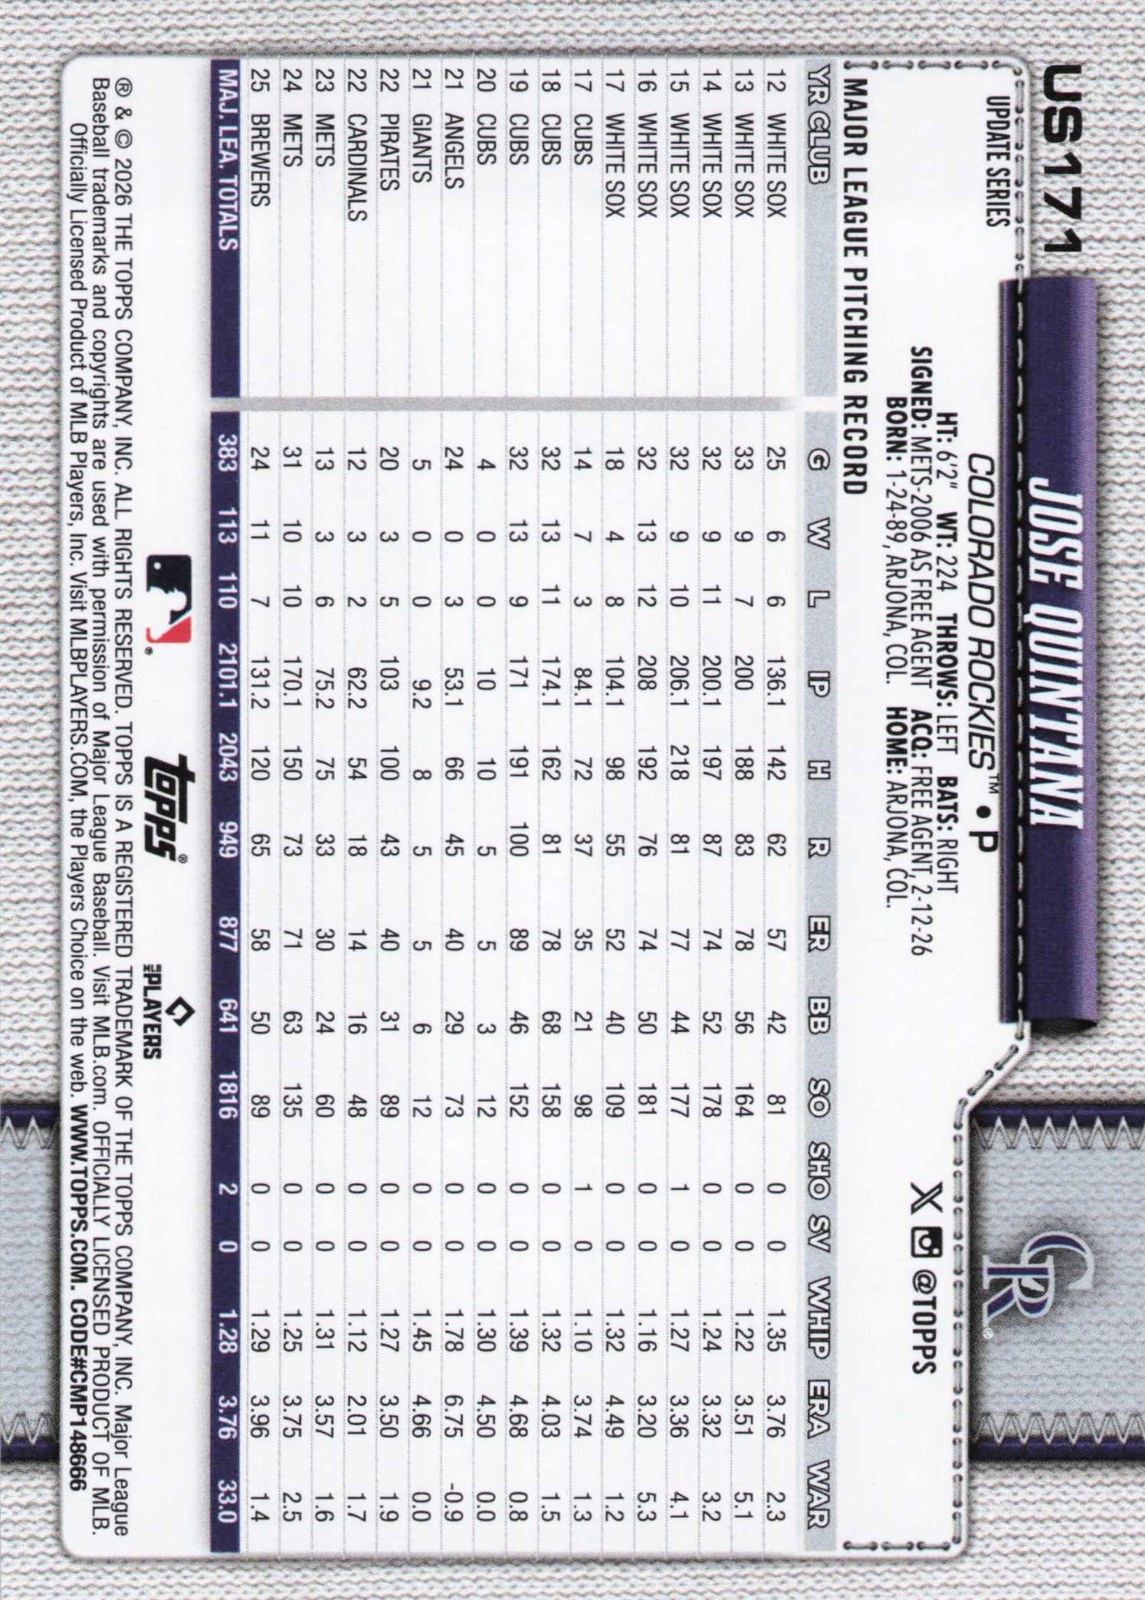 US171
JOSE QUINTANA
UPDATE SERIES
COLORADO ROCKIES™ • P
HT: 6'2" WT: 224 THROWS: LEFT BATS: RIGHT
SIGNED: METS-2006 AS FREE AGENT ACQ: FREE AGENT, 2-12-26
BORN: 1-24-89, ARJONA, COL. HOME: ARJONA, COL.
@TOPPS
CR®
MAJOR LEAGUE PITCHING RECORD
YR CLUB G W L IP H R ER BB SO SHO SV WHIP ERA WAR
12 WHITE SOX 25 6 6 136.1 142 62 57 42 81 0 0 1.35 3.76 2.3
13 WHITE SOX 33 9 7 200 188 83 78 56 164 0 0 1.22 3.51 5.1
14 WHITE SOX 32 9 11 200.1 197 87 74 52 178 0 0 1.24 3.32 3.2
15 WHITE SOX 32 9 10 206.1 218 81 77 44 177 1 0 1.27 3.36 4.1
16 WHITE SOX 32 13 12 208 192 76 74 50 181 0 0 1.16 3.20 5.3
17 WHITE SOX 18 4 8 104.1 98 55 52 40 109 0 0 1.32 4.49 1.2
17 CUBS 14 7 3 84.1 72 37 35 21 98 1 0 1.10 3.74 1.3
18 CUBS 32 13 11 174.1 162 81 78 68 158 0 0 1.32 4.03 1.5
19 CUBS 32 13 9 171 191 100 89 46 152 0 0 1.39 4.68 0.8
20 CUBS 4 0 0 10 10 5 5 3 12 0 0 1.30 4.50 0.0
21 ANGELS 24 0 3 53.1 66 45 40 29 73 0 0 1.78 6.75 -0.9
21 GIANTS 5 0 0 9.2 8 5 5 6 12 0 0 1.45 4.66 0.0
22 PIRATES 20 3 5 103 100 43 40 31 89 0 0 1.27 3.50 1.9
22 CARDINALS 12 3 2 62.2 54 18 14 16 48 0 0 1.12 2.01 1.7
23 METS 13 3 6 75.2 75 33 30 24 60 0 0 1.31 3.57 1.6
24 METS 31 10 10 170.1 150 73 71 63 135 0 0 1.25 3.75 2.5
25 BREWERS 24 11 7 131.2 120 65 58 50 89 0 0 1.29 3.96 1.4
MAJ. LEA. TOTALS 383 113 110 2101.1 2043 949 877 641 1816 2 0 1.28 3.76 33.0
topps® THE PLAYERS
® & © 2026 THE TOPPS COMPANY, INC. ALL RIGHTS RESERVED. TOPPS IS A REGISTERED TRADEMARK OF THE TOPPS COMPANY, INC. Major League
Baseball trademarks and copyrights are used with permission of Major League Baseball. Visit MLB.com. OFFICIALLY LICENSED PRODUCT OF MLB.
Officially Licensed Product of MLB Players, Inc. Visit MLBPLAYERS.COM, the Players Choice on the web. WWW.TOPPS.COM. CODE#CMP148666